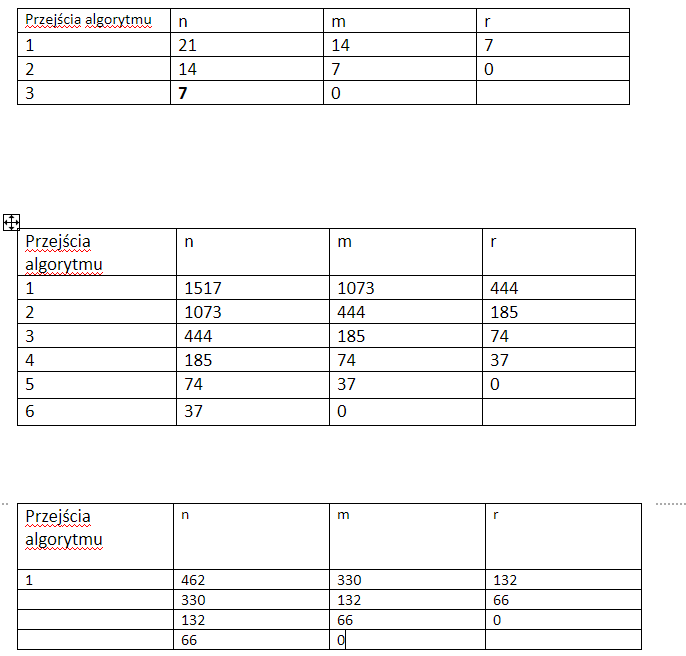 Przejścia algorytmu n m r
1 21 14 7
2 14 7 0
3 7 0
Przejścia n m r
algorytmu
1 1517 1073 444
2 1073 444 185
3 444 185 74
4 185 74 37
5 74 37 0
6 37 0
Przejścia n m r
algorytmu
1 462 330 132
330 132 66
132 66 0
66 0